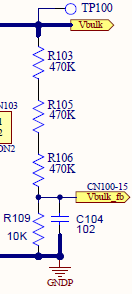 TP100
Vbulk
R103
470K
N103
R105
470K
ON2
R106
470K
CN100-15
Vbulk_fb
R109
10K
C104
102
GNDP